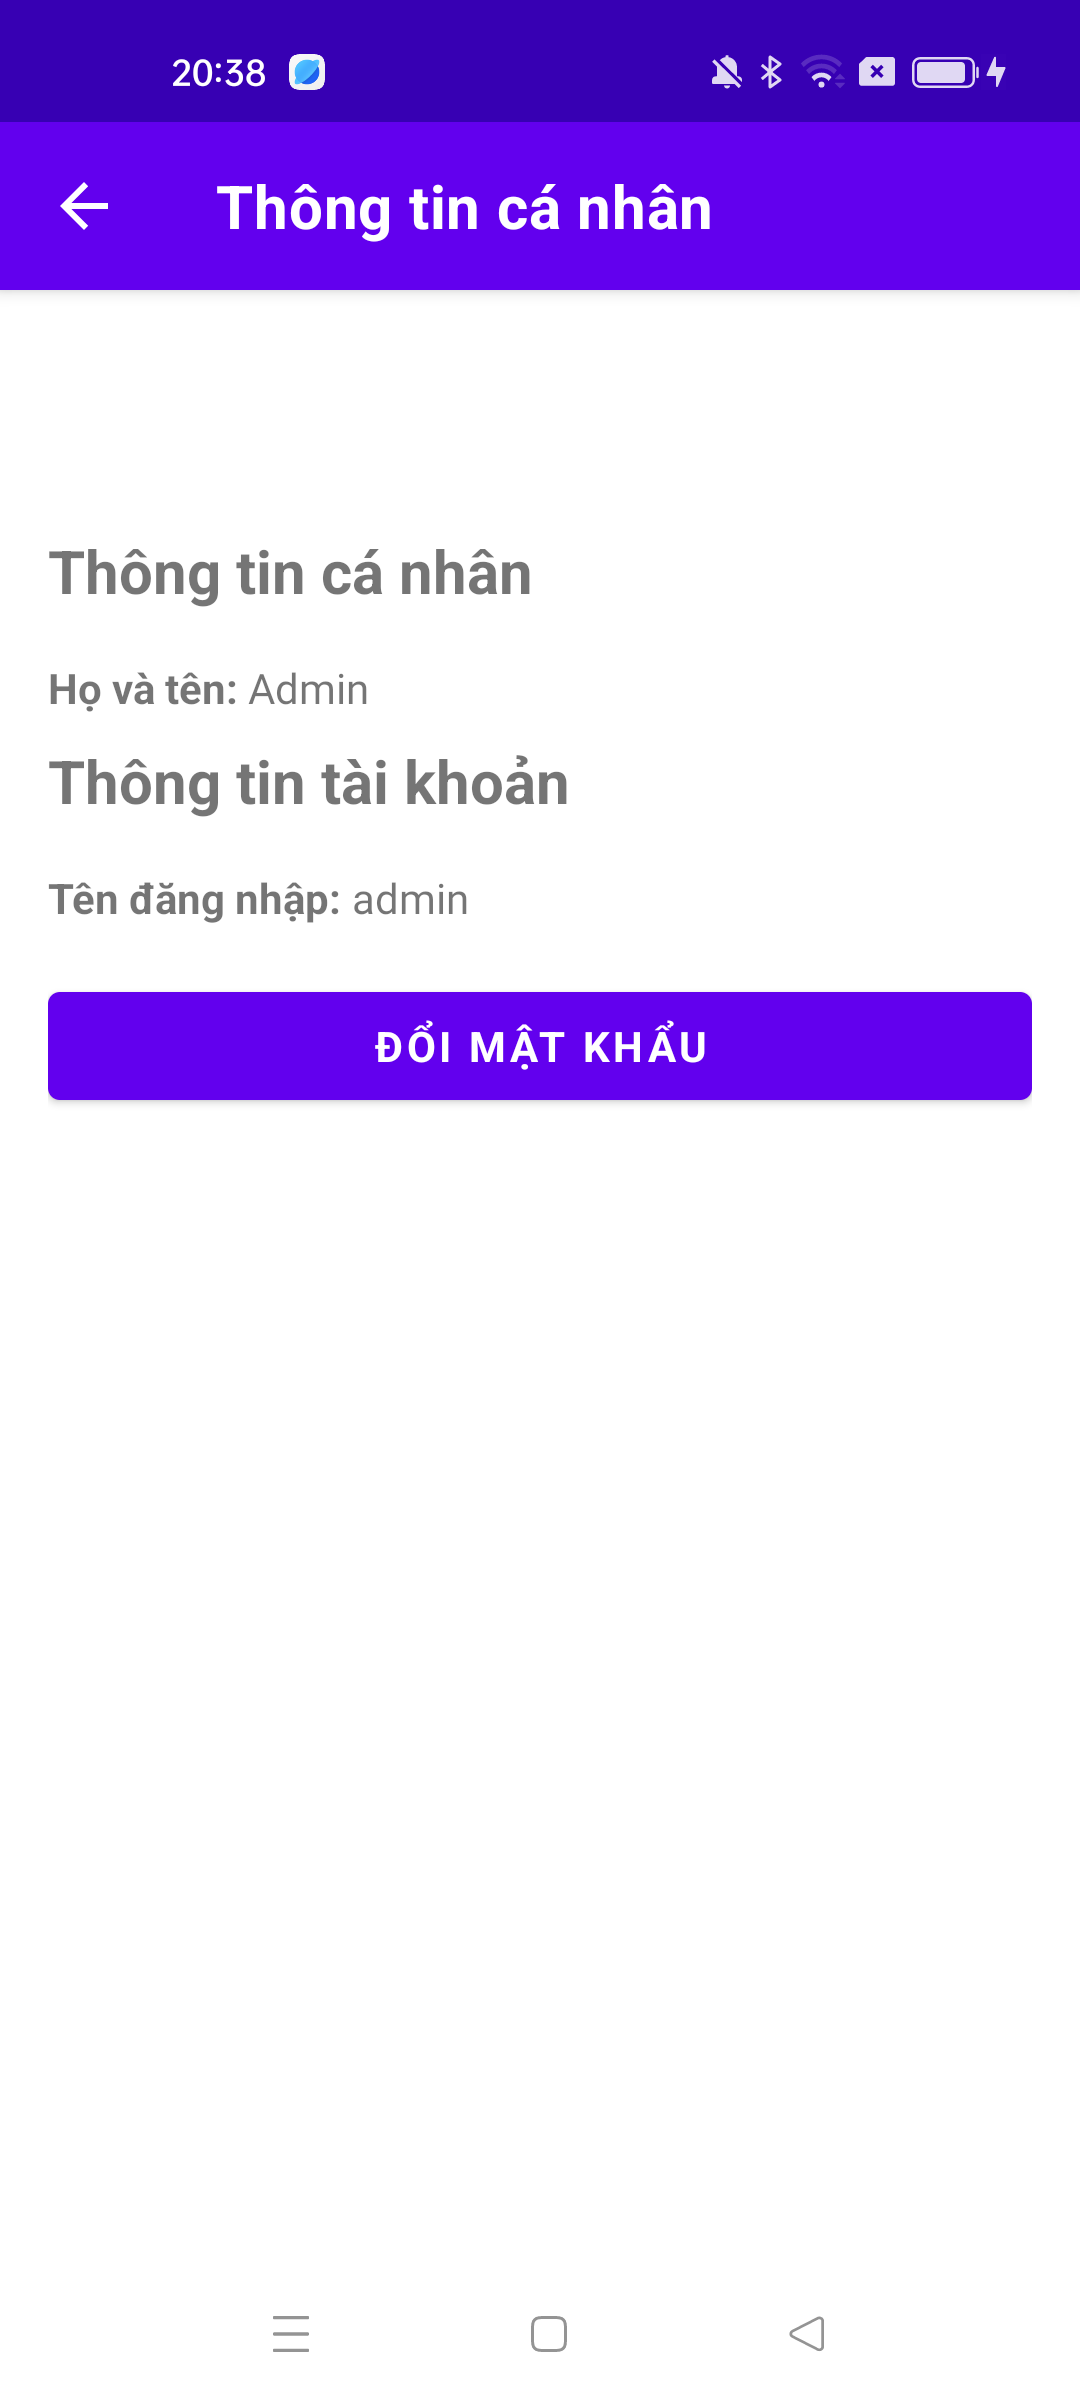 20:38
Thông tin cá nhân
Thông tin cá nhân
Họ và tên: Admin
Thông tin tài khoản
Tên đăng nhập: admin
ĐỔI MẬT KHẨU